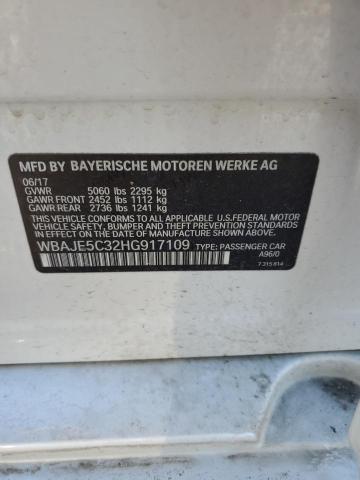 MFD BY BAYERISCHE MOTOREN WERKE AG
06/17
GVWR 5060 lbs 2295 kg
GAWR FRONT 2452 lbs 1112 kg
GAWR REAR 2736 lbs 1241 kg
THIS VEHICLE CONFORMS TO ALL APPLICABLE U.S.FEDERAL MOTOR
VEHICLE SAFETY, BUMPER AND THEFT PREVENTION STANDARDS
IN EFFECT ON THE DATE OF MANUFACTURE SHOWN ABOVE.
WBAJE5C32HG917109 TYPE: PASSENGER CAR
A96/0
7 315 814